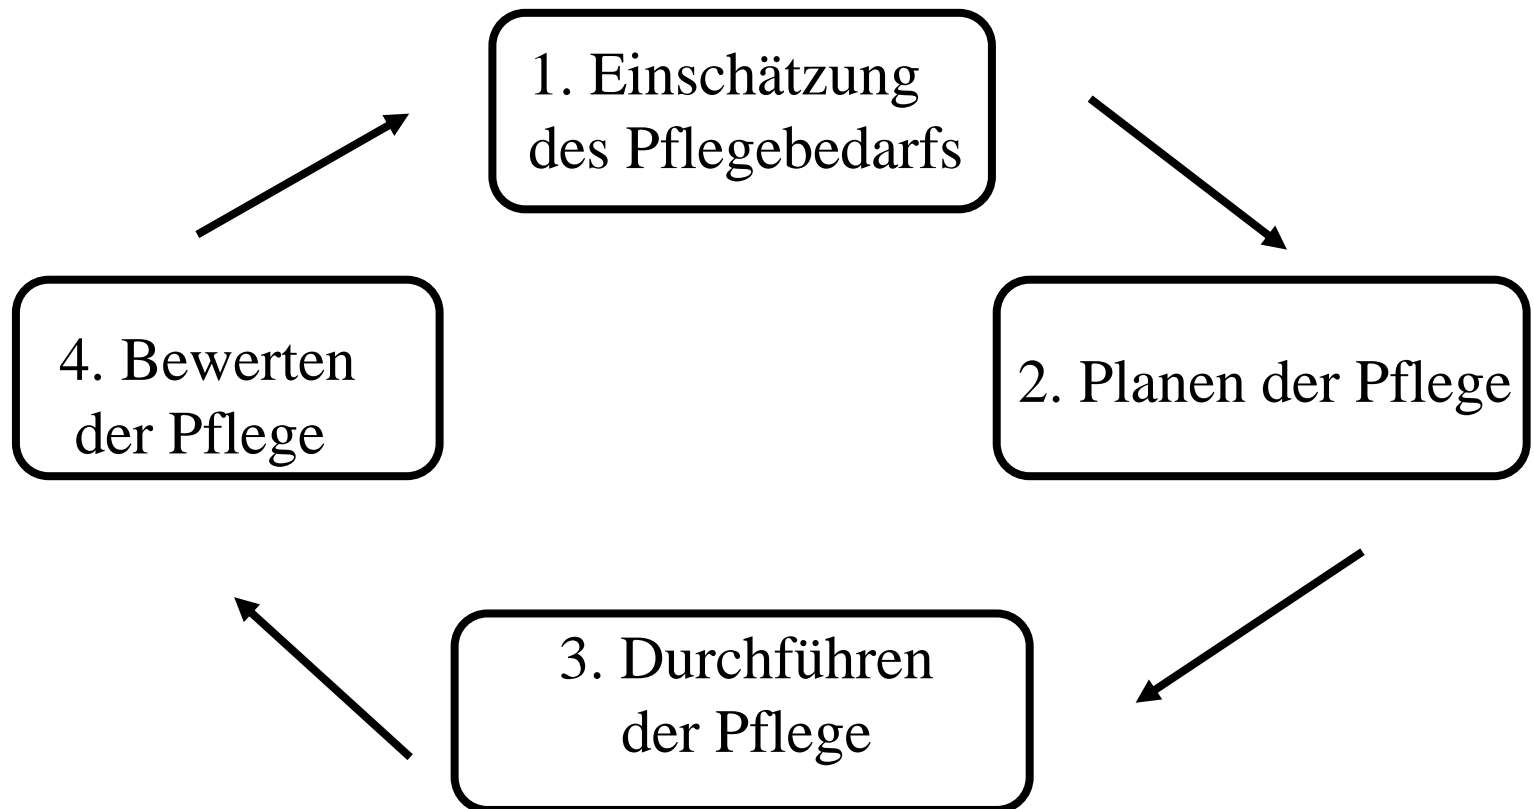 1. Einschätzung
des Pflegebedarfs
2. Planen der Pflege
3. Durchführen
der Pflege
4. Bewerten
der Pflege